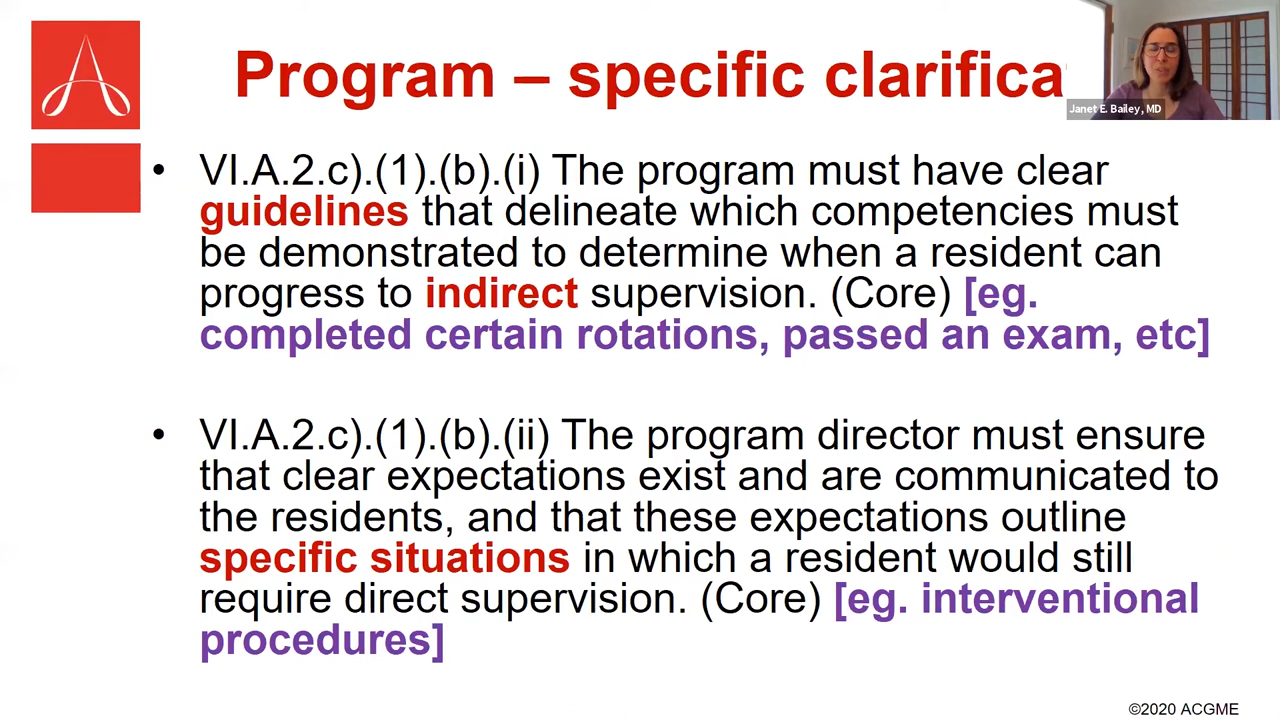 Program – specific clarifica
Janet E. Bailey, MD
• VI.A.2.c).(1).(b).(i) The program must have clear
guidelines that delineate which competencies must
be demonstrated to determine when a resident can
progress to indirect supervision. (Core) [eg.
completed certain rotations, passed an exam, etc]
• VI.A.2.c).(1).(b).(ii) The program director must ensure
that clear expectations exist and are communicated to
the residents, and that these expectations outline
specific situations in which a resident would still
require direct supervision. (Core) [eg. interventional
procedures]
©2020 ACGME